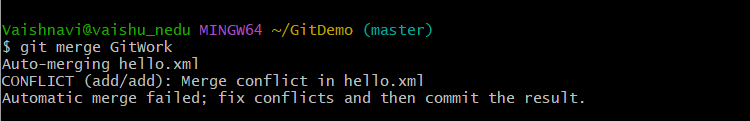 Vaishnavi@vaishu_nedu MINGW64 ~/GitDemo (master)
$ git merge GitWork
Auto-merging hello.xml
CONFLICT (add/add): Merge conflict in hello.xml
Automatic merge failed; fix conflicts and then commit the result.